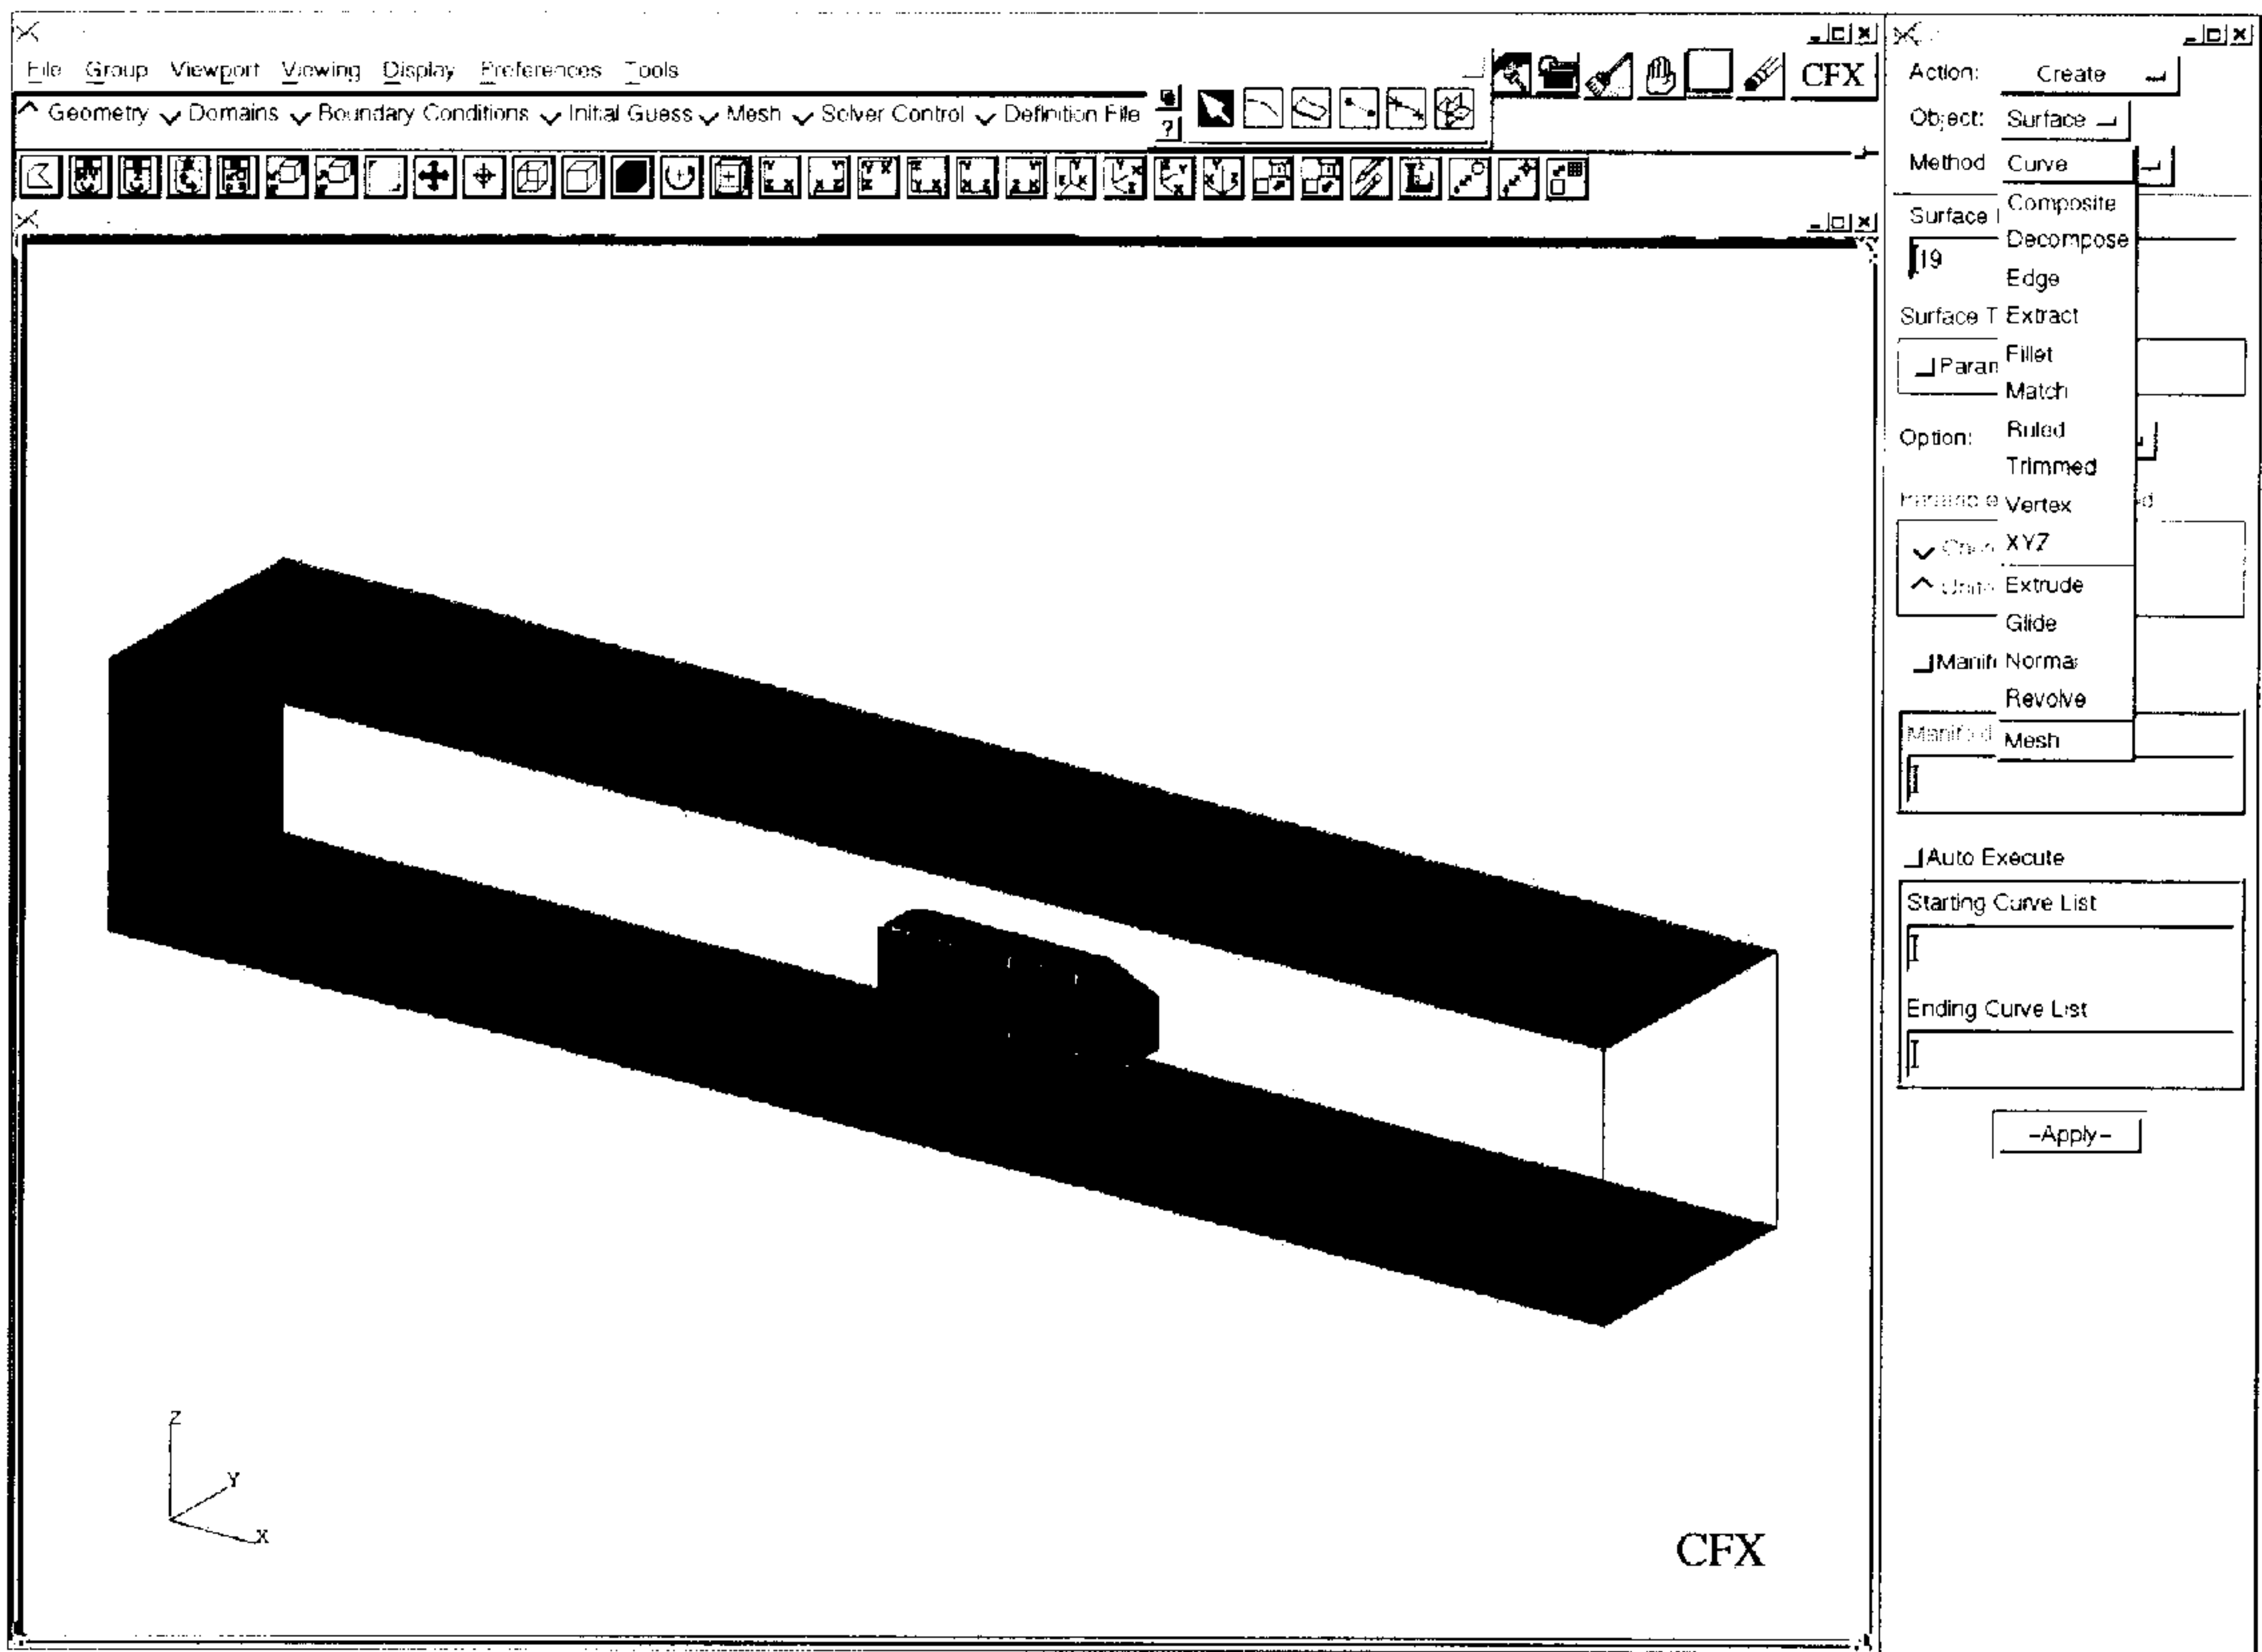 File Group Viewport Viewing Display Preferences Tools
CFX
Geometry Domains Boundary Conditions Initial Guess Mesh Solver Control Definition File
?
Action: Create
Object: Surface
Method Curve
Composite
Decompose
Edge
Extract
Fillet
Match
Ruled
Trimmed
Vertex
XYZ
Extrude
Glide
Normal
Revolve
Mesh
Surface
19
Surface T
Param
Option:
Manif
Manifold
Auto Execute
Starting Curve List
Ending Curve List
-Apply-
Z
Y
X
CFX